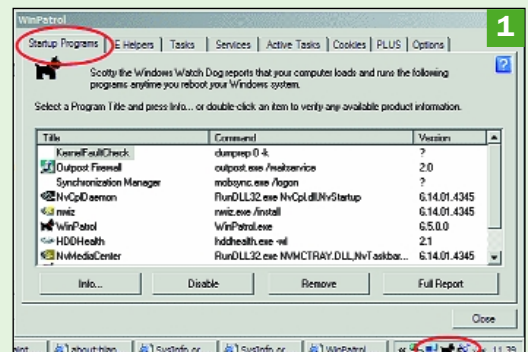 WinPatrol
1
Startup Programs E Helpers Tasks Services Active Tasks Cookies PLUS Options
Scotty the Windows Watch Dog reports that your computer loads and runs the following
programs anytime you reboot your Windows system.
Select a Program Title and press Info... or double-click an item to verify any available product information.
Title Command Version
KernelFaultCheck dumprep 0 -k ?
Outpost Firewall outpost.exe /waitservice 2.0
Synchronization Manager mobsync.exe /logon ?
NvCplDaemon RunDLL32.exe NvCpl.dll,NvStartup 6.14.01.4345
nwiz nwiz.exe /install 6.14.01.4345
WinPatrol WinPatrol.exe 6.5.0.0
HDDHealth hddhealth.exe -wl 2.1
NvMediaCenter RunDLL32.exe NVMCTRAY.DLL,NvTaskbar... 6.14.01.4345
Info... Disable Remove Full Report
Close
aint about:blan SysInfo SysInfo WinPatrol 11.39